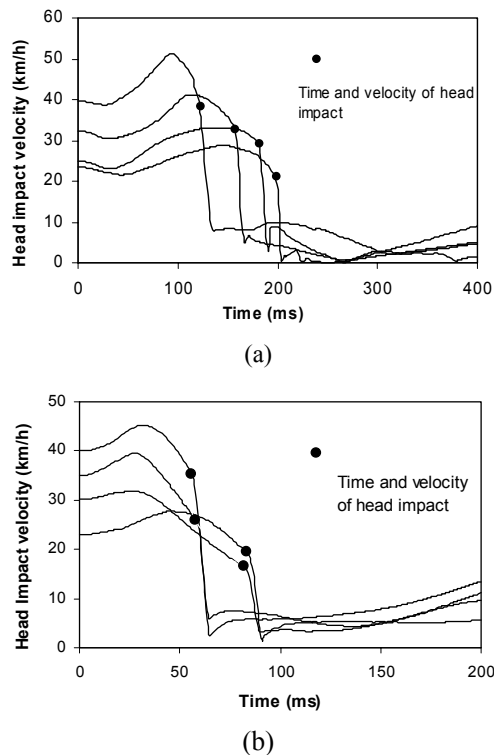 60
50
40
30
20
10
0
Head impact velocity (km/h)
Time and velocity of head
impact
0 100 200 300 400
Time (ms)
(a)
50
40
30
20
10
0
Head Impact velocity (km/h)
Time and velocity
of head impact
0 50 100 150 200
Time (ms)
(b)